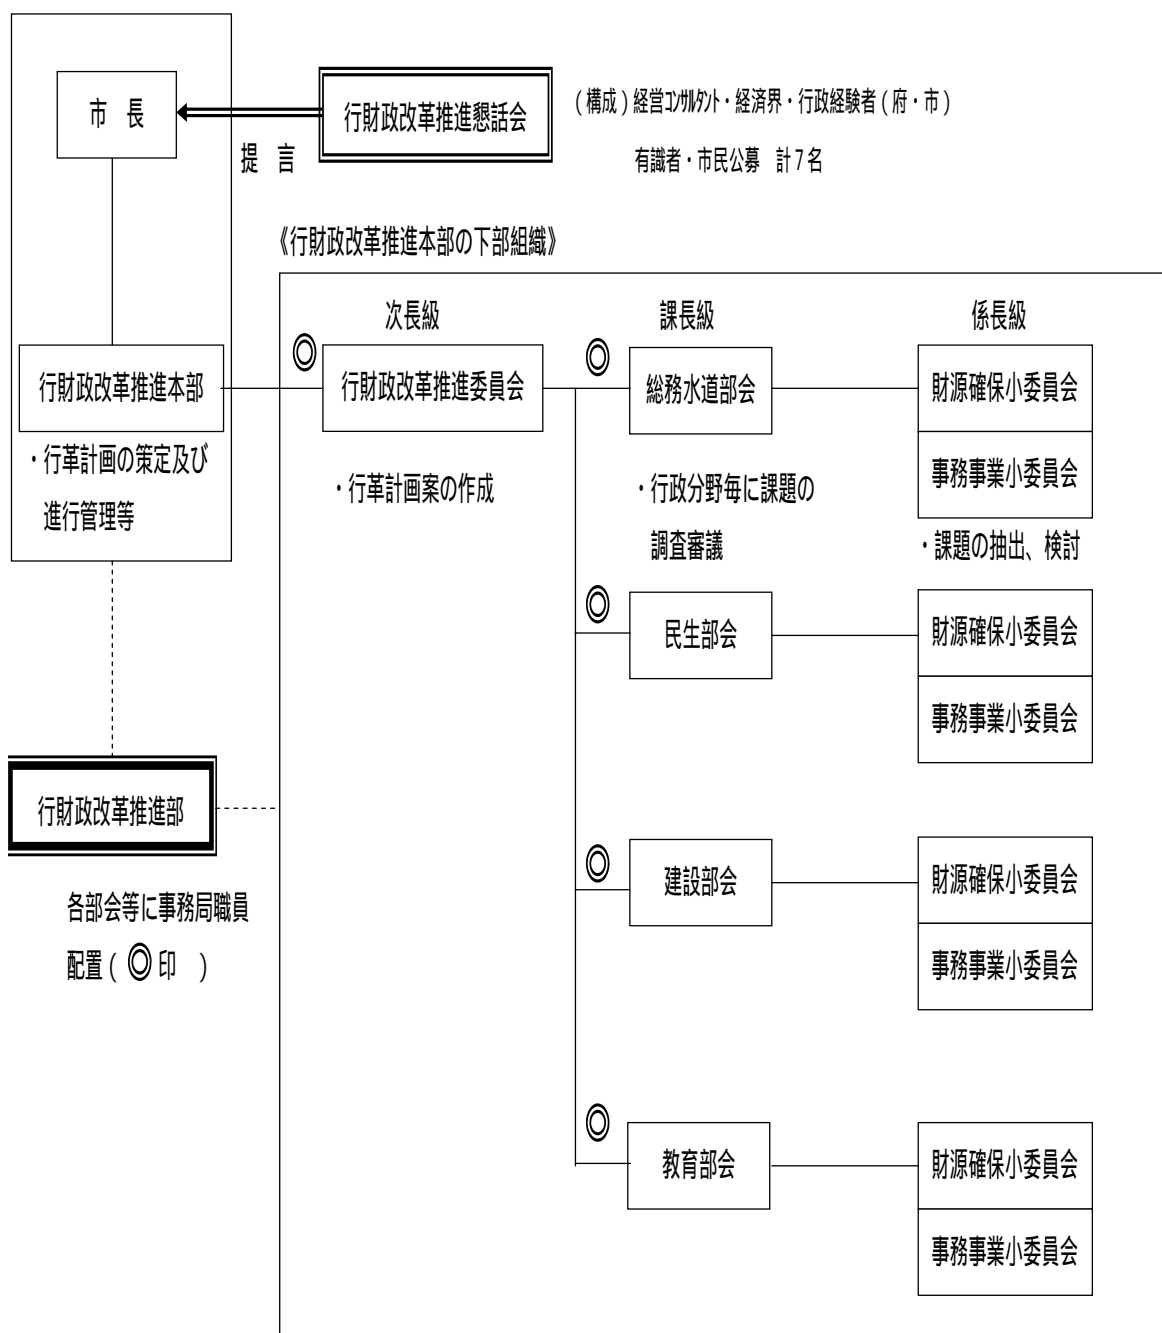 市　長
行財政改革推進懇話会
(構成)経営ｺﾝｻﾙﾀﾝﾄ・経済界・行政経験者(府・市)
有識者・市民公募　計７名
提　言
《行財政改革推進本部の下部組織》
次長級
課長級
係長級
◎
◎
行財政改革推進本部
行財政改革推進委員会
総務水道部会
財源確保小委員会
事務事業小委員会
・行革計画の策定及び
進行管理等
・行革計画案の作成
・行政分野毎に課題の
調査審議
・課題の抽出、検討
◎
民生部会
財源確保小委員会
事務事業小委員会
行財政改革推進部
各部会等に事務局職員
配置(◎印　)
◎
建設部会
財源確保小委員会
事務事業小委員会
◎
教育部会
財源確保小委員会
事務事業小委員会